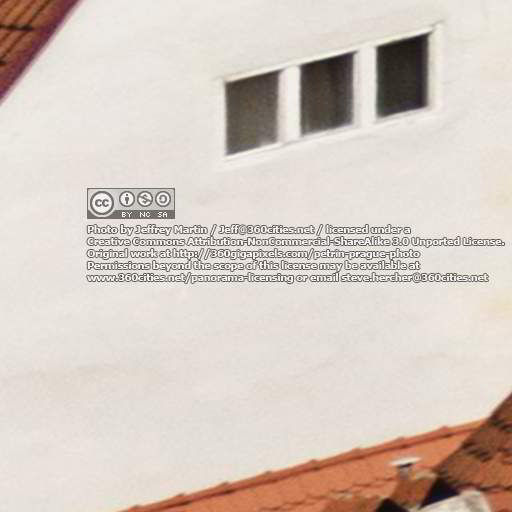 cc
BY NC SA
Photo by Jeffrey Martin / Jeff@360cities.net / licensed under a
Creative Commons Attribution-NonCommercial-ShareAlike 3.0 Unported License.
Original work at http://360gigapixels.com/petrin-prague-photo
Permissions beyond the scope of this license may be available at
www.360cities.net/panorama-licensing or email steve.hercher@360cities.net